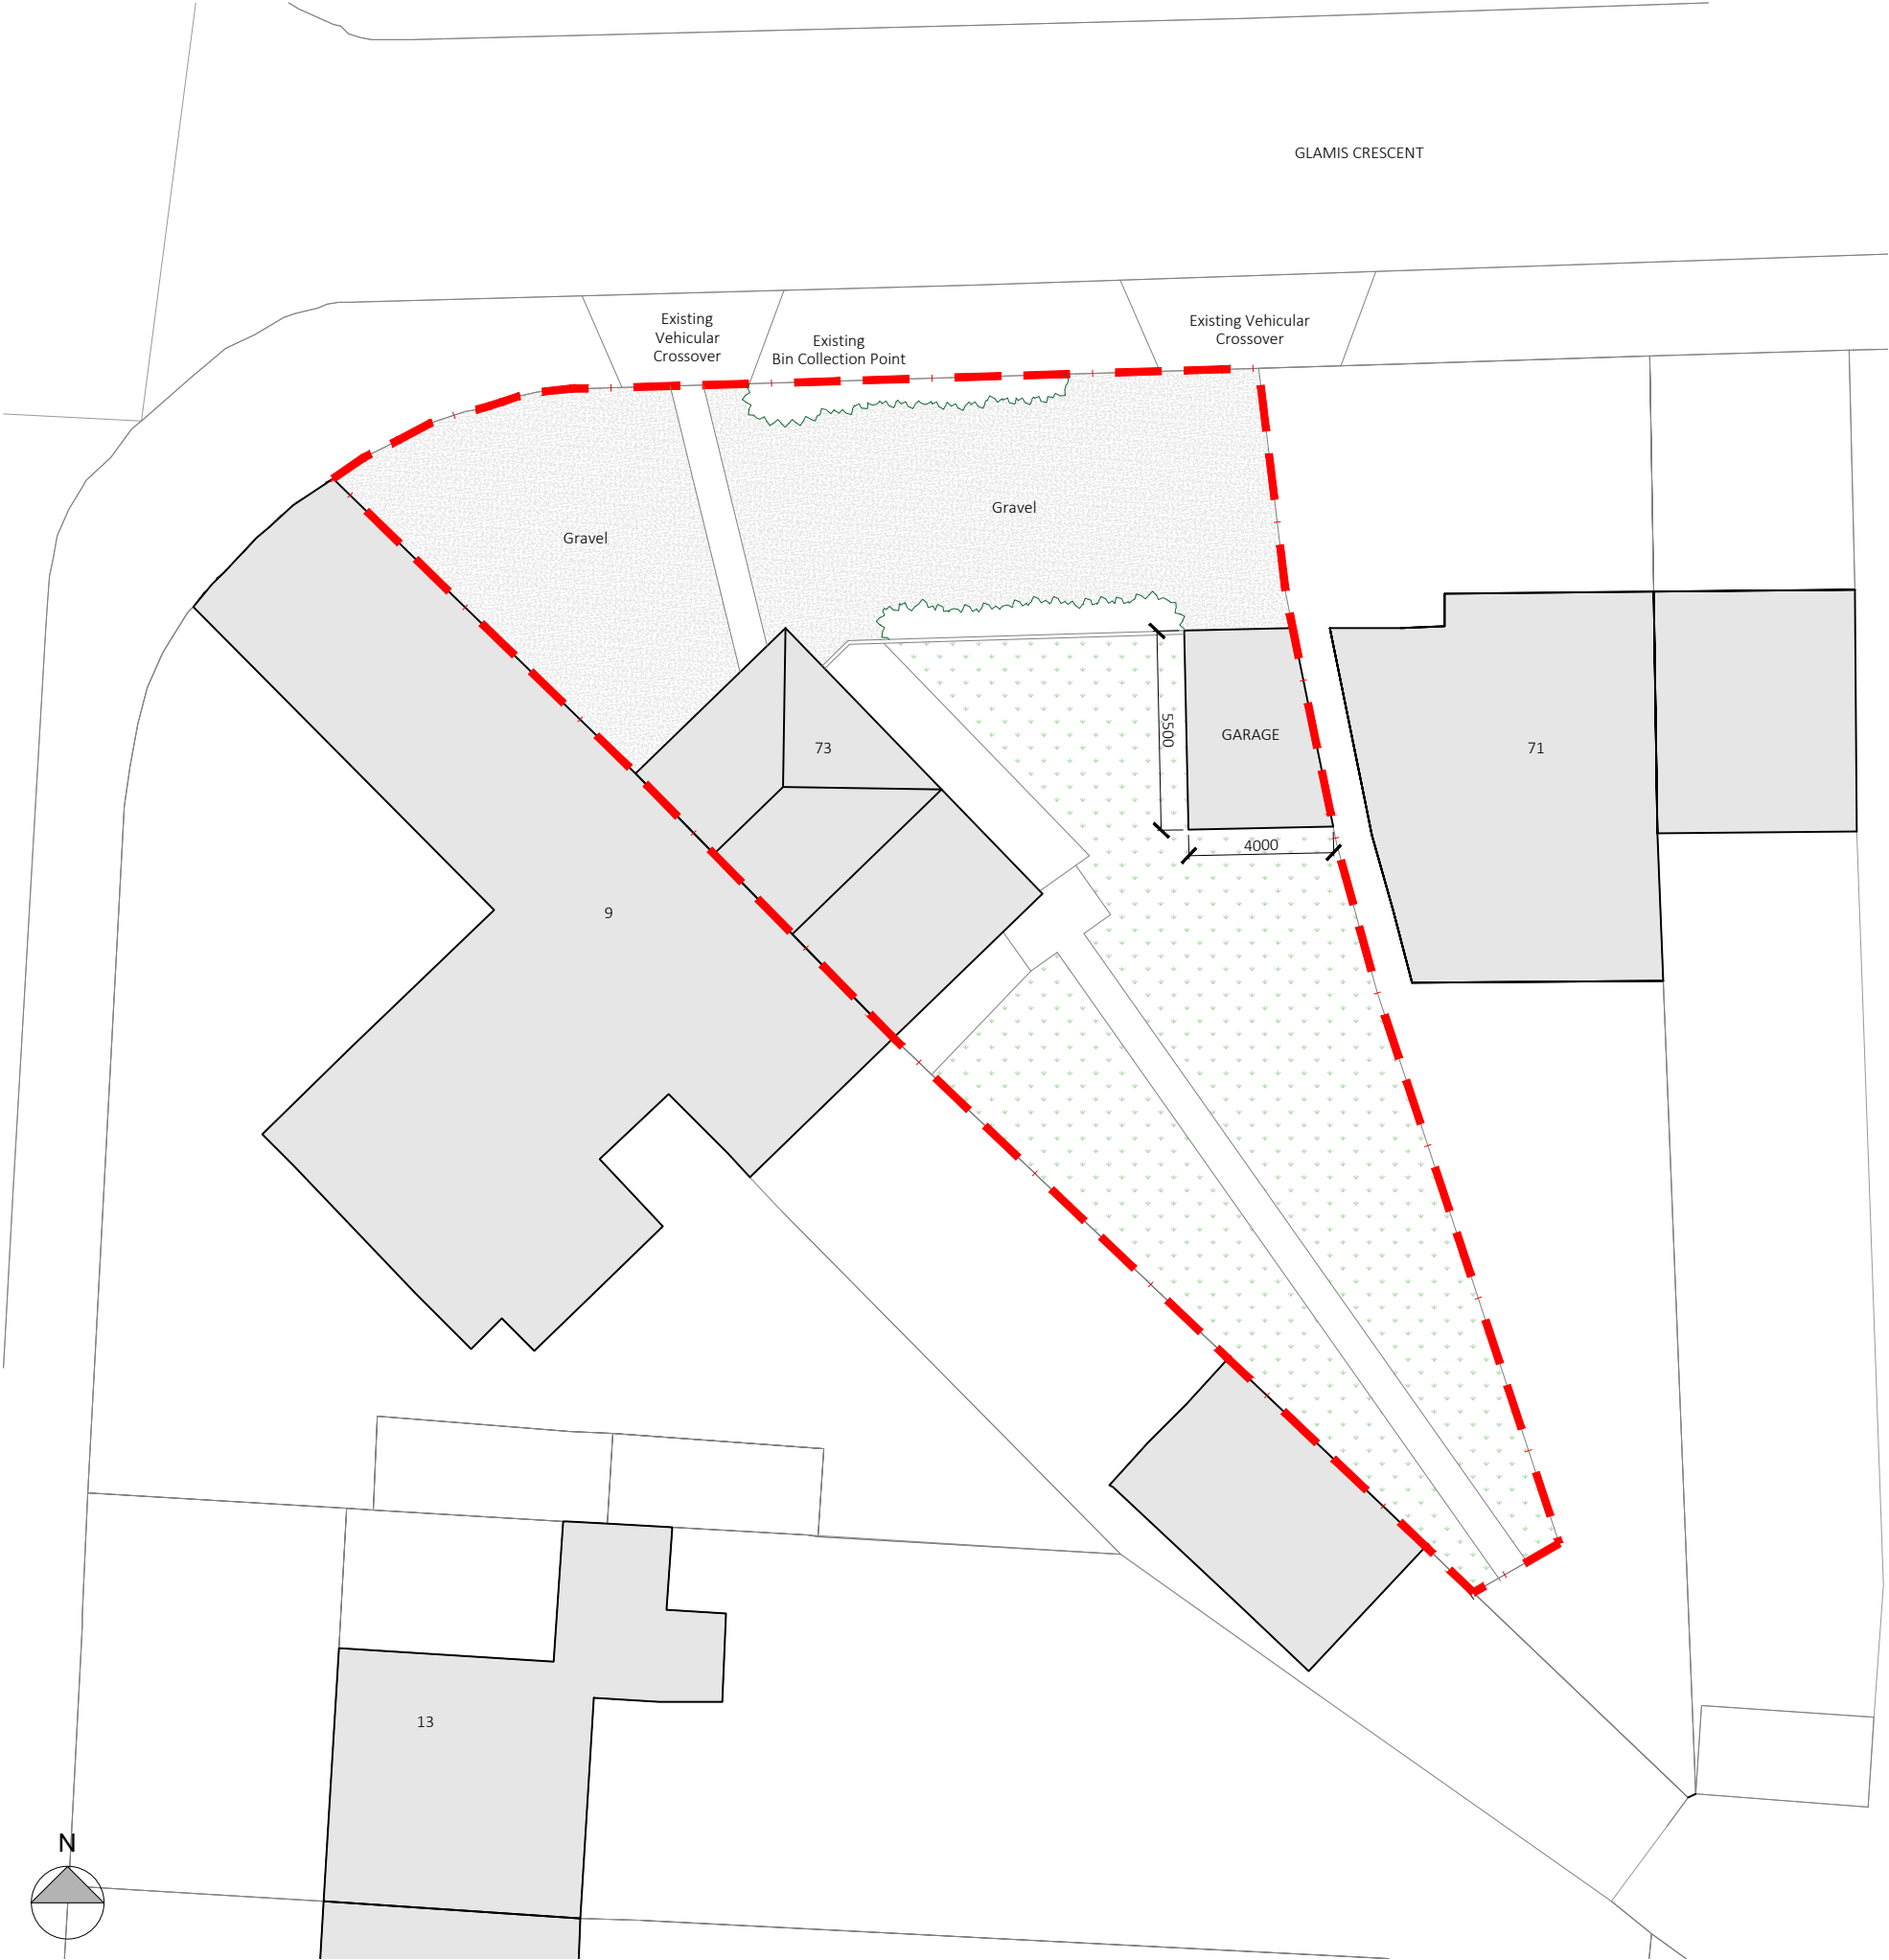 GLAMIS CRESCENT
Existing
Vehicular
Crossover
Existing
Bin Collection Point
Existing Vehicular
Crossover
Gravel
Gravel
73
5500
GARAGE
4000
71
9
13
N